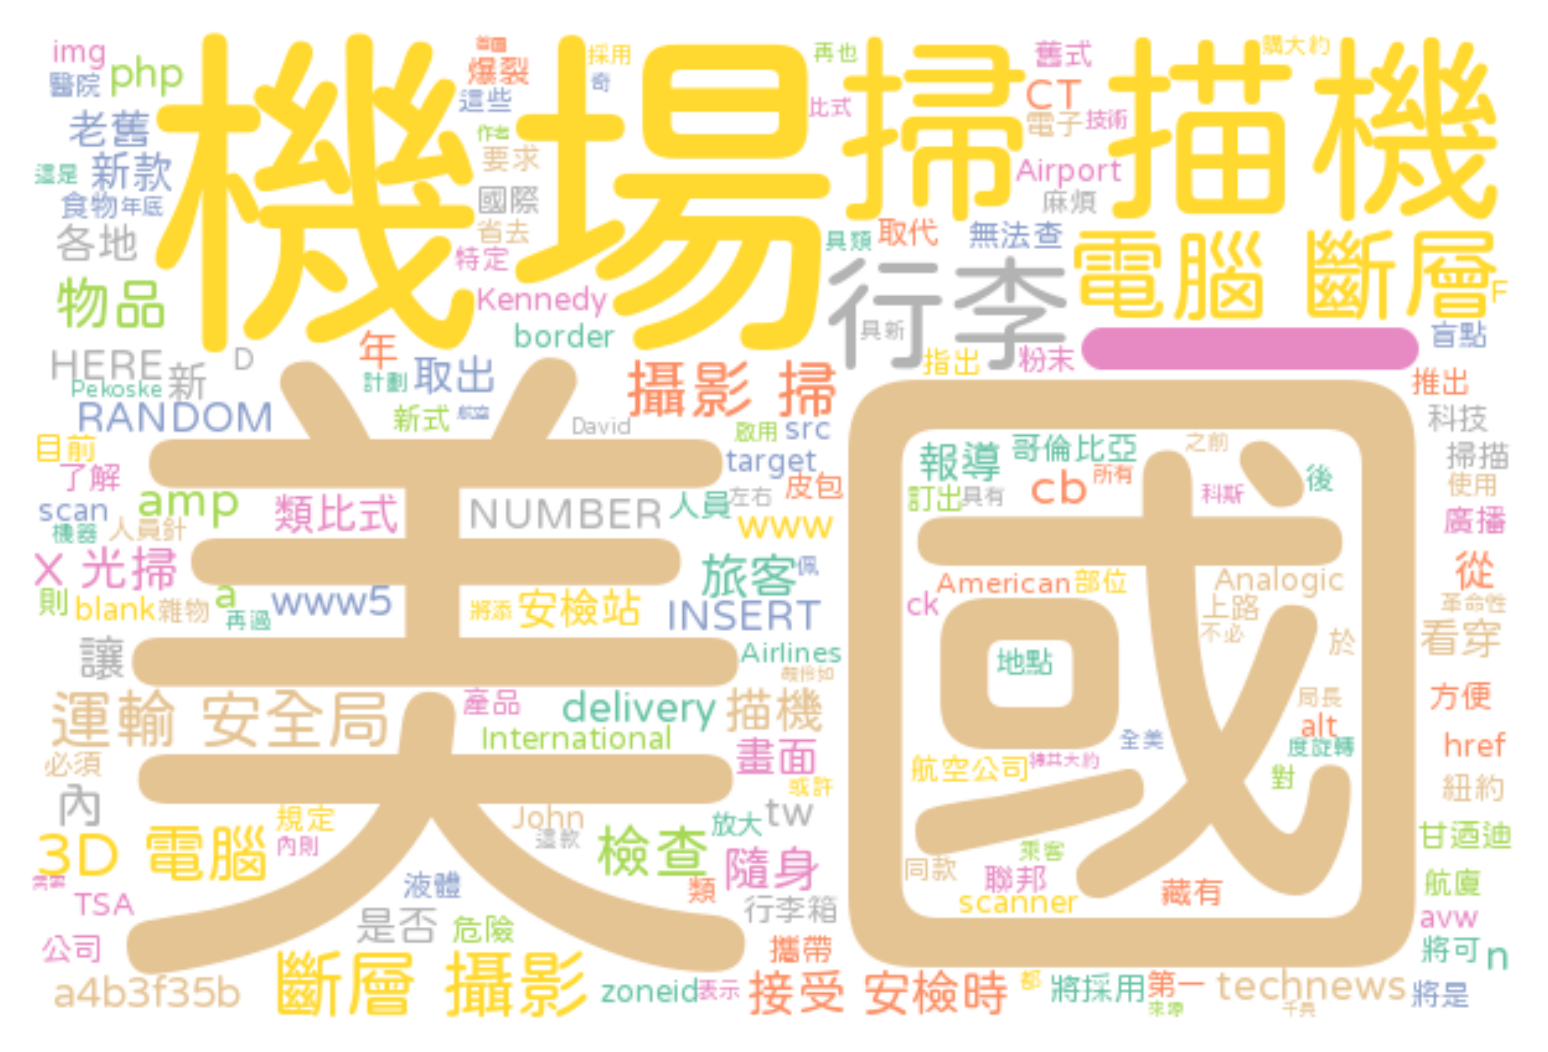 img
php
醫院
老舊
這是
新款
食物
年底
各地
物品
機場
掃描機
爆裂
採用
奇
這些
作者
要求
國際
省去
特定
Kennedy
border
再也
比式
舊式
CT
電子
技術
Airport
麻煩
購大約
具類
取代
無法查
行李
具新
電腦 斷層
F
指出
粉末
盲點
推出
HERE
D
Pekoske
新
RANDOM
年
計劃
取出
新式
航空
攝影 掃
David
啟用
src
target
目前
了解
scan
機器
amp
人員針
類比式
NUMBER
人員
左右
皮包
www
X 光掃
則
blank
雜物
a
再過
www5
將添
安檢站
旅客
佩
INSERT
讓
美國
Airlines
運輸 安全局
產品
delivery
描機
International
畫面
或許
必須
內
規定
內則
John
這款
放大
tw
3D 電腦
檢查
隨身
類
TSA
液體
是否
危險
行李箱
公司
攜帶
a4b3f35b
斷層 攝影
zoneid
表示
接受 安檢時
都
將採用
第一
來源
technews
千具
將是
報導
哥倫比亞
之前
訂出
具有
cb
所有
科斯
後
American
部位
Analogic
ck
上路
不必
於
地點
局長
alt
度旋轉
全美
航空公司
對
同款
乘客
聯邦
scanner
藏有
科技
掃描
使用
廣播
從
革命性
看穿
方便
href
紐約
甘迺迪
航廈
avw
將可
n